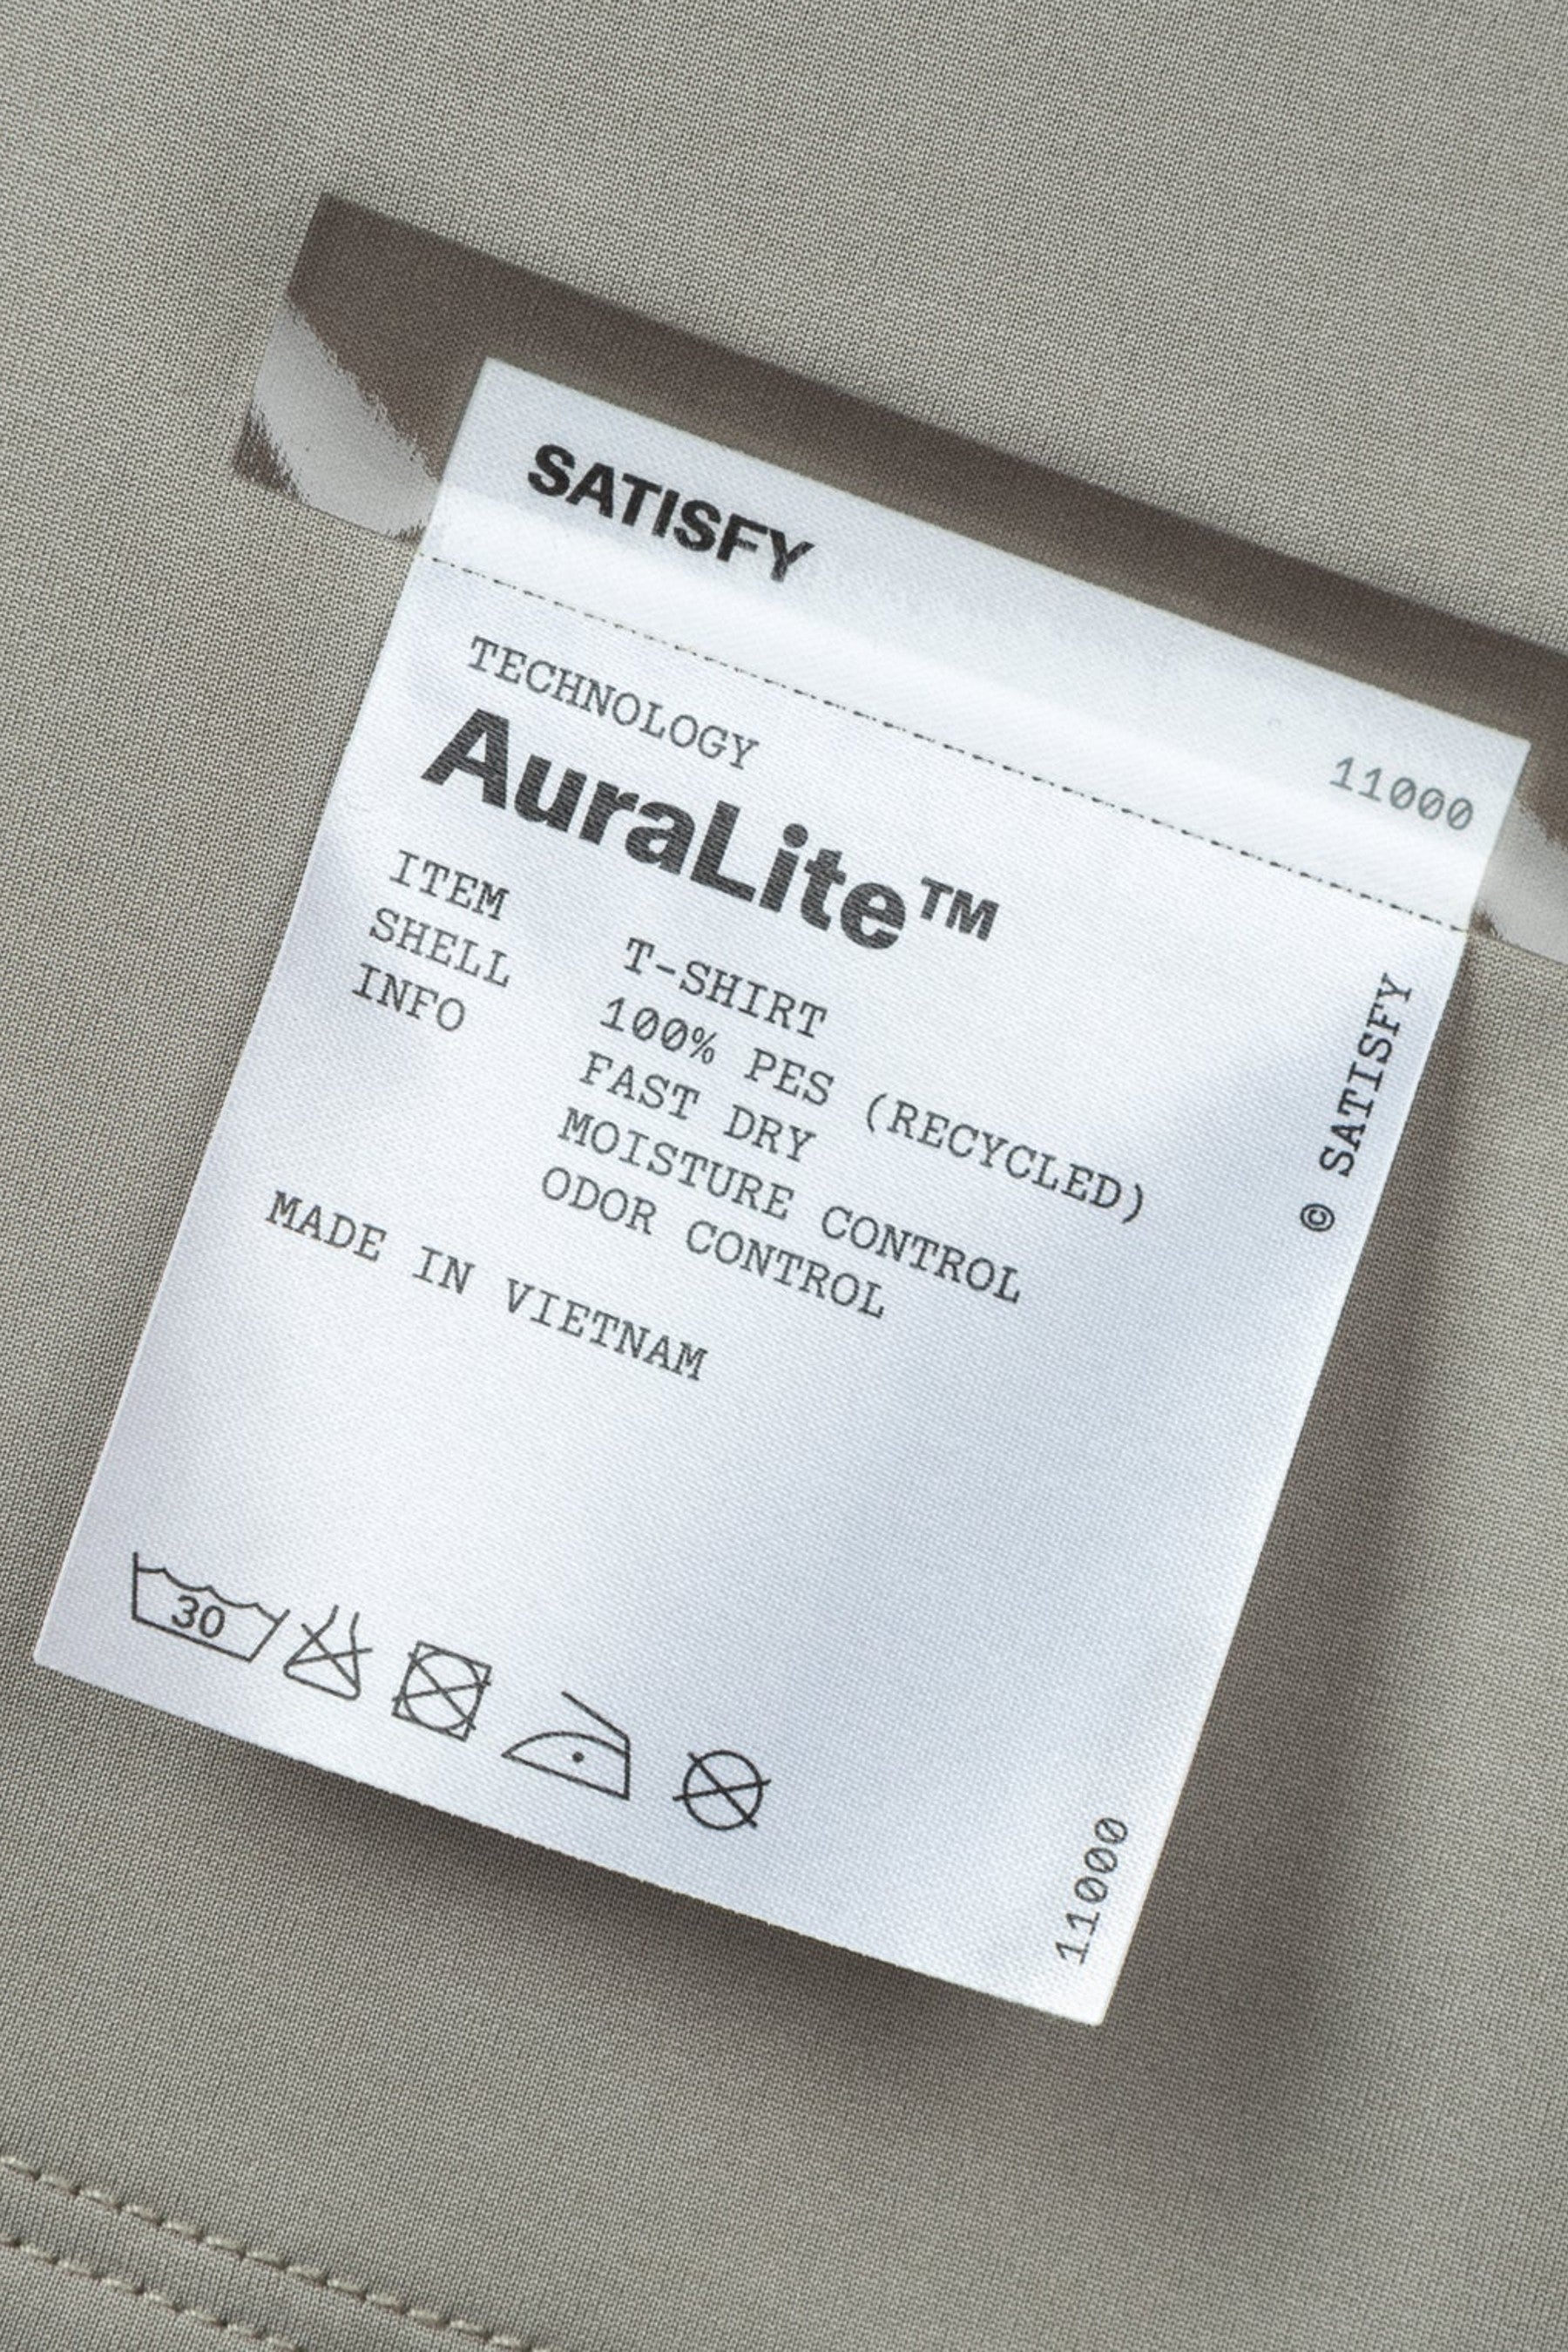 SATISFY
11000
TECHNOLOGY
AuraLite™
ITEM T-SHIRT
SHELL 100% PES (RECYCLED)
INFO FAST DRY
MOISTURE CONTROL
ODOR CONTROL
MADE IN VIETNAM
© SATISFY
30
11000